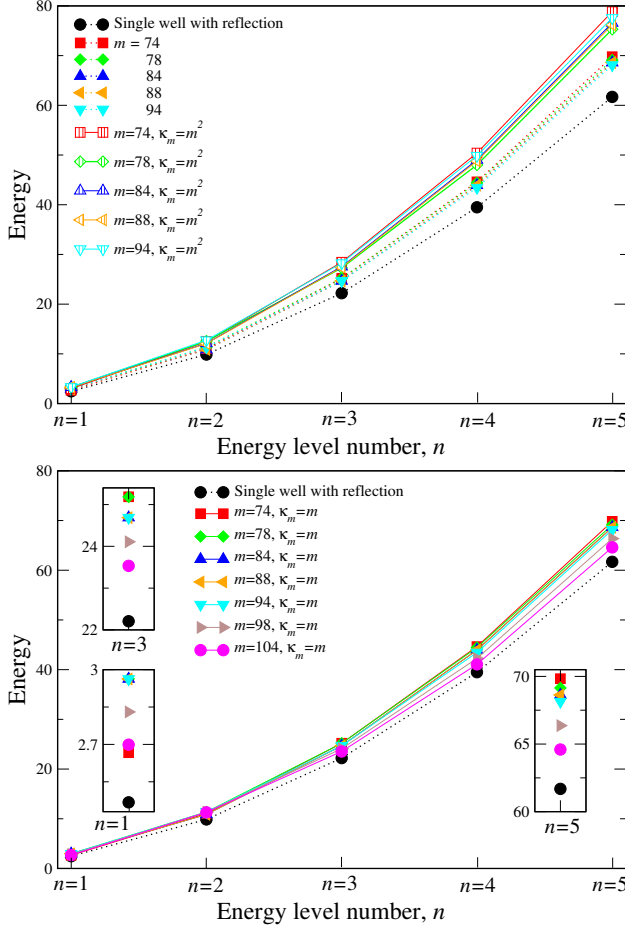 80
60
40
20
0
Energy
Single well with reflection
m = 74
78
84
88
94
m=74, κₘ=m²
m=78, κₘ=m²
m=84, κₘ=m²
m=88, κₘ=m²
m=94, κₘ=m²
n=1 n=2 n=3 n=4 n=5
Energy level number, n
80
60
40
20
0
Energy
Single well with reflection
m=74, κₘ=m
m=78, κₘ=m
m=84, κₘ=m
m=88, κₘ=m
m=94, κₘ=m
m=98, κₘ=m
m=104, κₘ=m
24
22
n=3
3
2.7
n=1
70
65
60
n=5
n=1 n=2 n=3 n=4 n=5
Energy level number, n